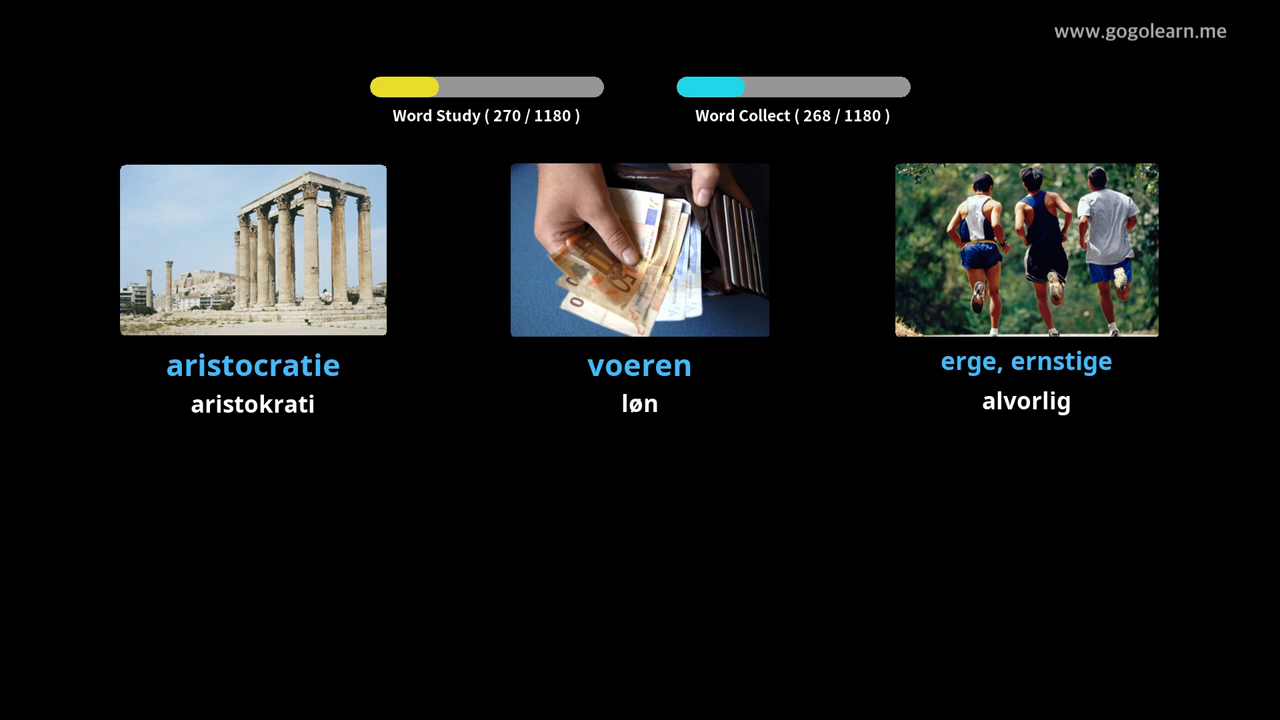 www.gogolearn.me
Word Study ( 270 / 1180 )
Word Collect ( 268 / 1180 )
aristocratie
aristokrati
voeren
løn
erge, ernstige
alvorlig